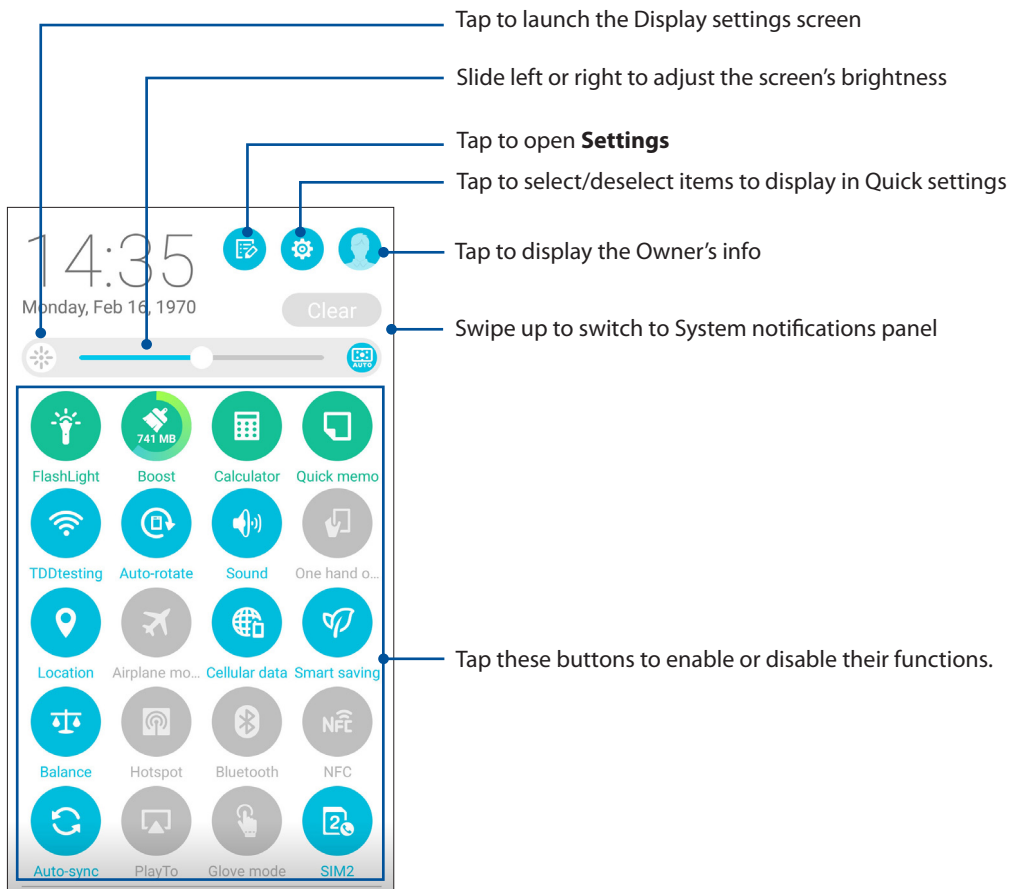 Tap to launch the Display settings screen
Slide left or right to adjust the screen's brightness
Tap to open Settings
Tap to select/deselect items to display in Quick settings
14:35
Tap to display the Owner's info
Monday, Feb 16, 1970
Clear
Swipe up to switch to System notifications panel
AUTO
741 MB
FlashLight Boost Calculator Quick memo
TDDtesting Auto-rotate Sound One hand o...
Location Airplane mo... Cellular data Smart saving
Tap these buttons to enable or disable their functions.
NFC
Balance Hotspot Bluetooth NFC
2
Auto-sync PlayTo Glove mode SIM2